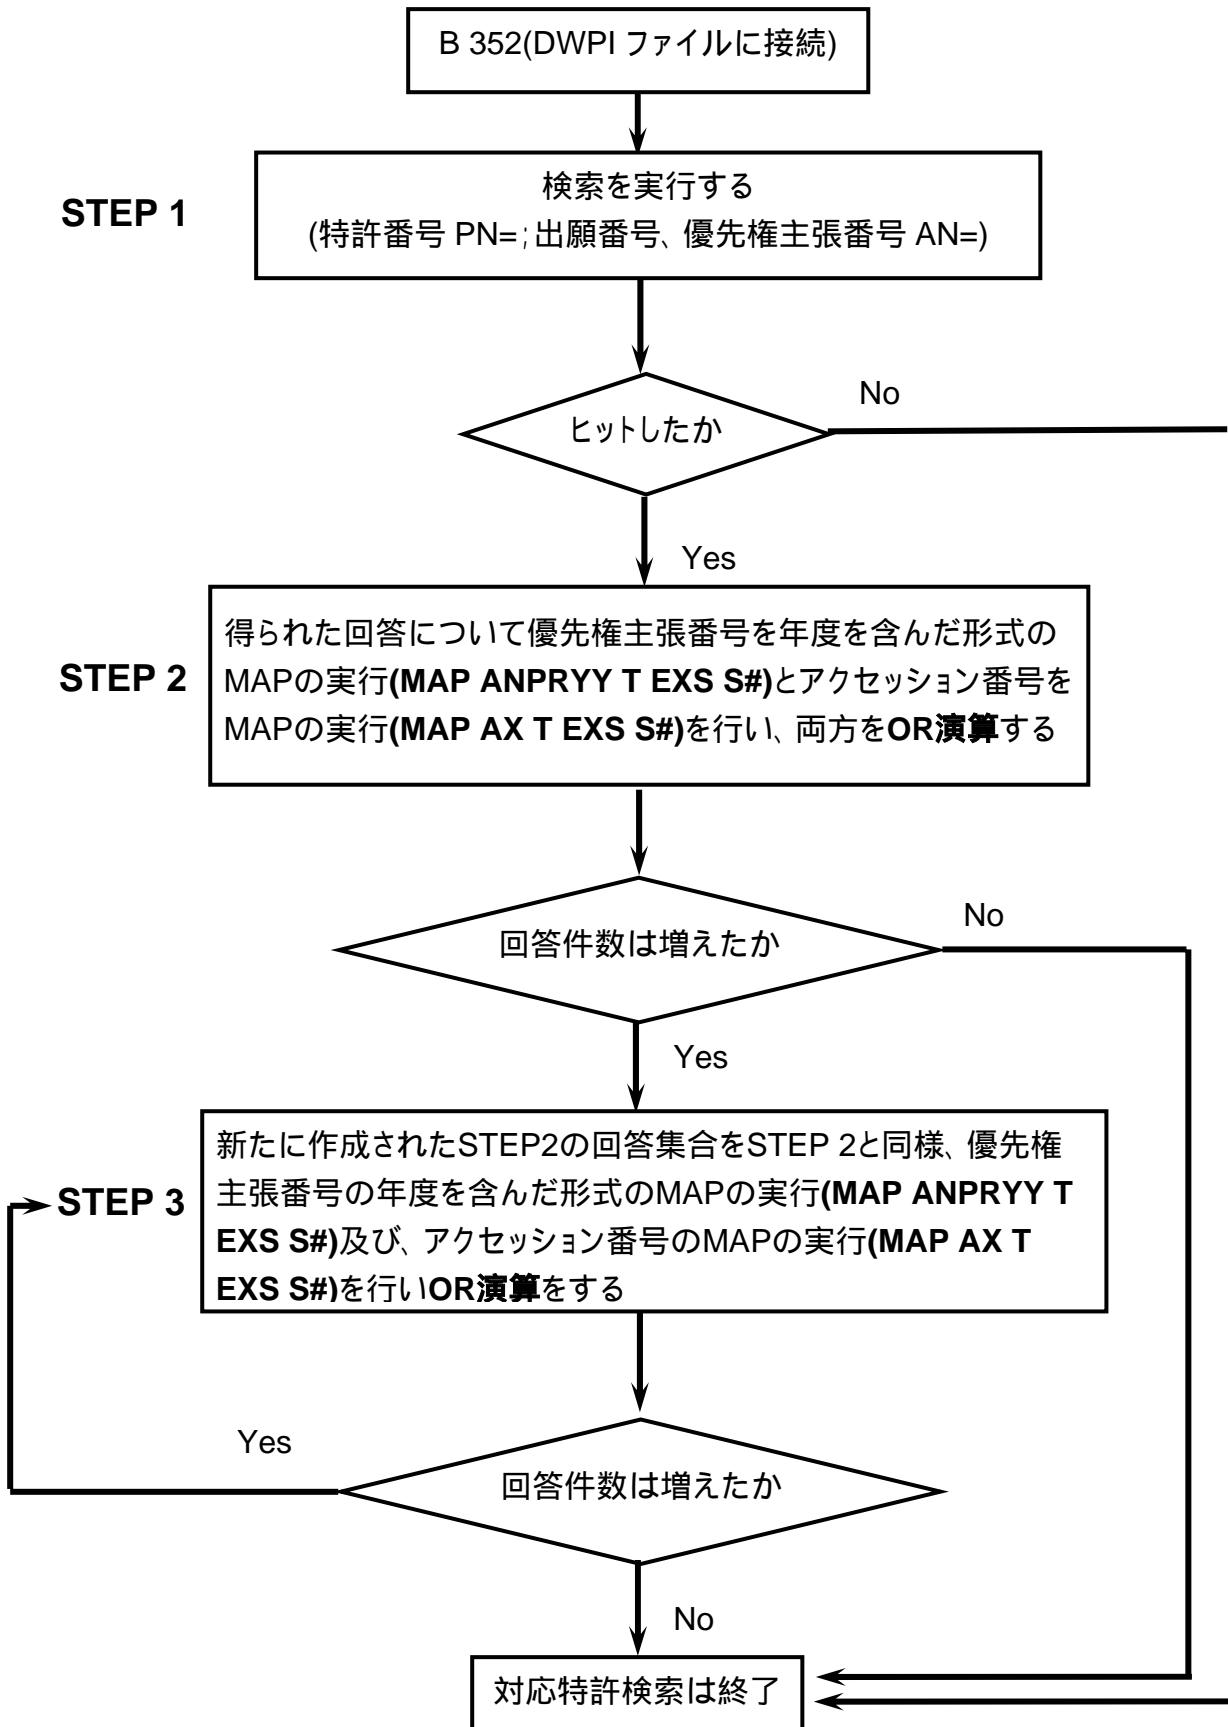 B 352(DWPI ファイルに接続)
STEP 1
検索を実行する
(特許番号 PN=；出願番号、優先権主張番号 AN=)
ヒットしたか
No
Yes
STEP 2
得られた回答について優先権主張番号を年度を含んだ形式の
MAPの実行(MAP ANPRYY T EXS S#)とアクセッション番号を
MAPの実行(MAP AX T EXS S#)を行い、両方をOR演算する
回答件数は増えたか
No
Yes
STEP 3
新たに作成されたSTEP2の回答集合をSTEP 2と同様、優先権
主張番号の年度を含んだ形式のMAPの実行(MAP ANPRYY T
EXS S#)及び、アクセッション番号のMAPの実行(MAP AX T
EXS S#)を行いOR演算をする
Yes
回答件数は増えたか
No
対応特許検索は終了